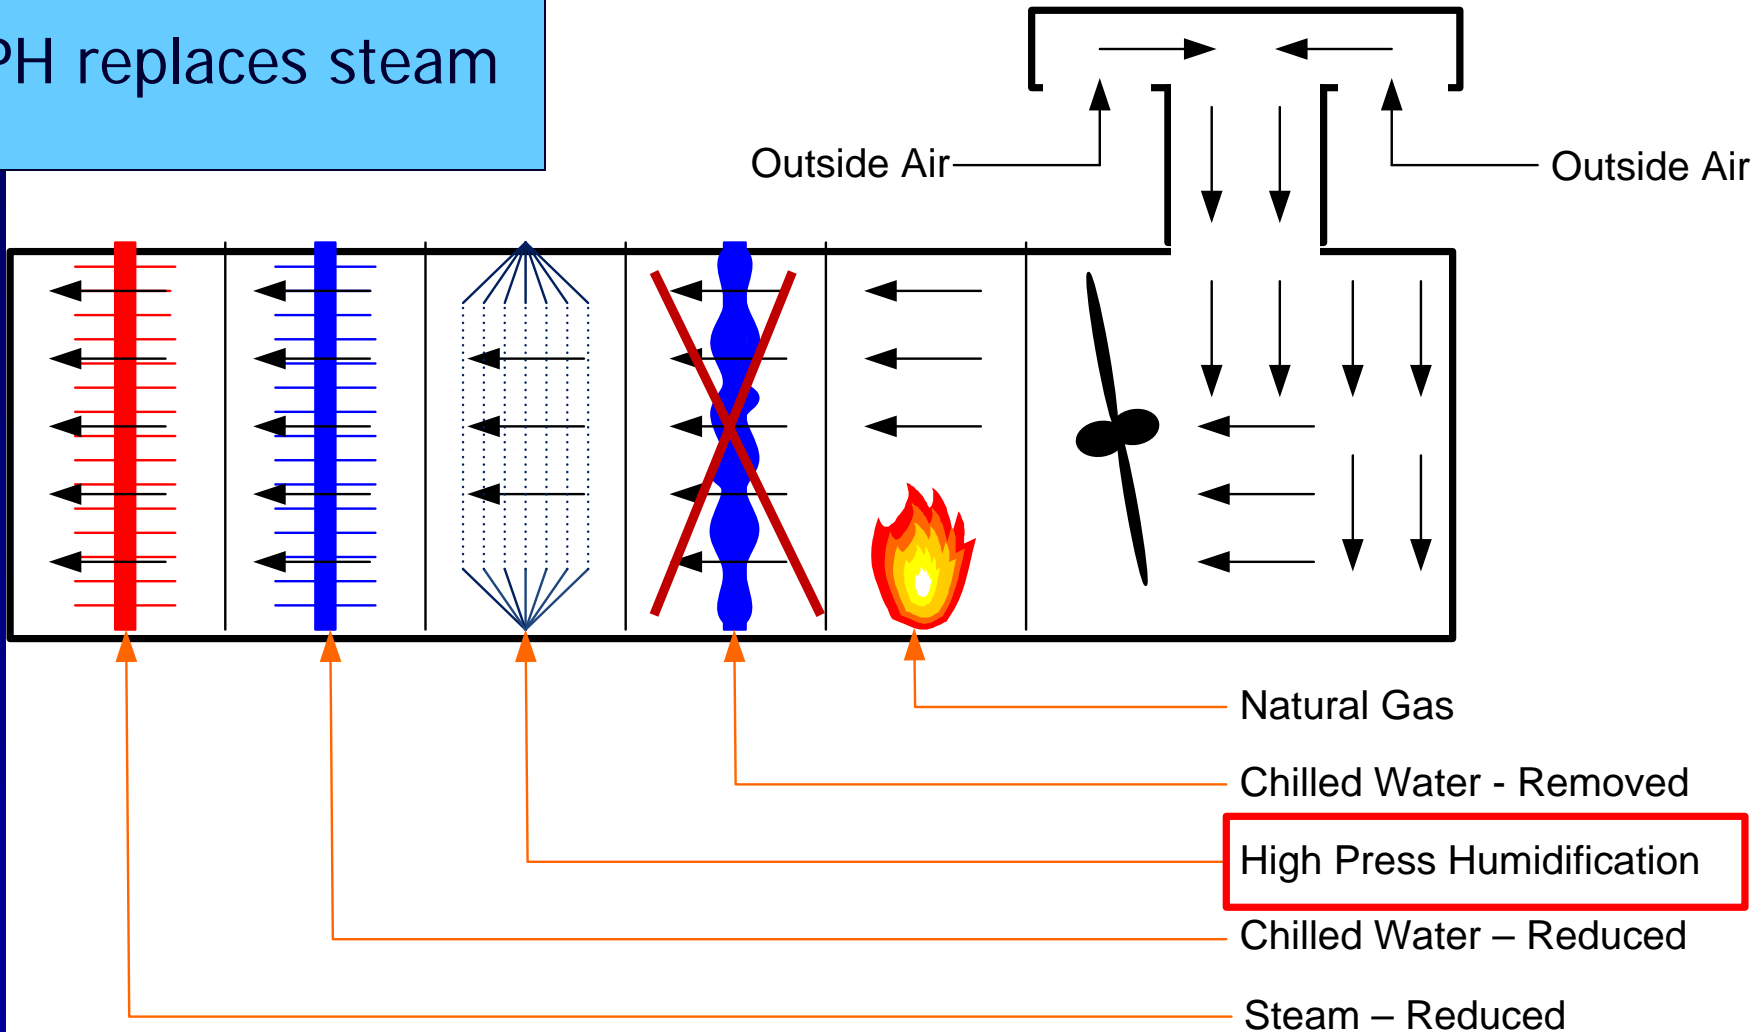 PH replaces steam
Outside Air
Outside Air
Natural Gas
Chilled Water - Removed
High Press Humidification
Chilled Water – Reduced
Steam – Reduced